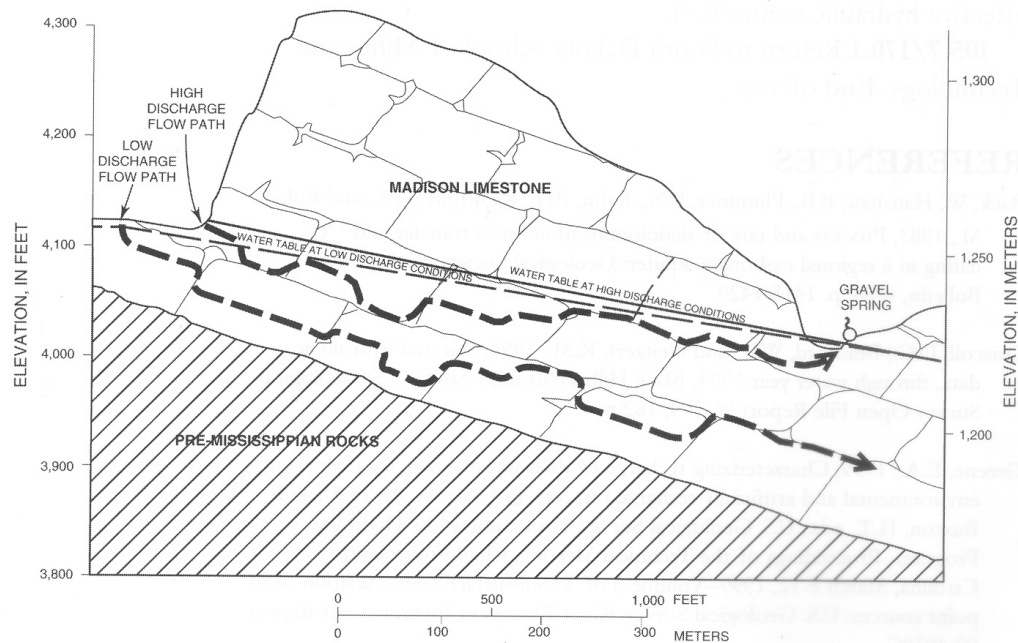 4,300
4,200
4,100
4,000
3,900
3,800
ELEVATION, IN FEET
HIGH
DISCHARGE
FLOW PATH
LOW
DISCHARGE
FLOW PATH
MADISON LIMESTONE
WATER TABLE AT LOW DISCHARGE CONDITIONS
WATER TABLE AT HIGH DISCHARGE CONDITIONS
GRAVEL
SPRING
PRE-MISSISSIPPIAN ROCKS
1,300
1,250
1,200
ELEVATION, IN METERS
0 500 1,000 FEET
0 100 200 300 METERS